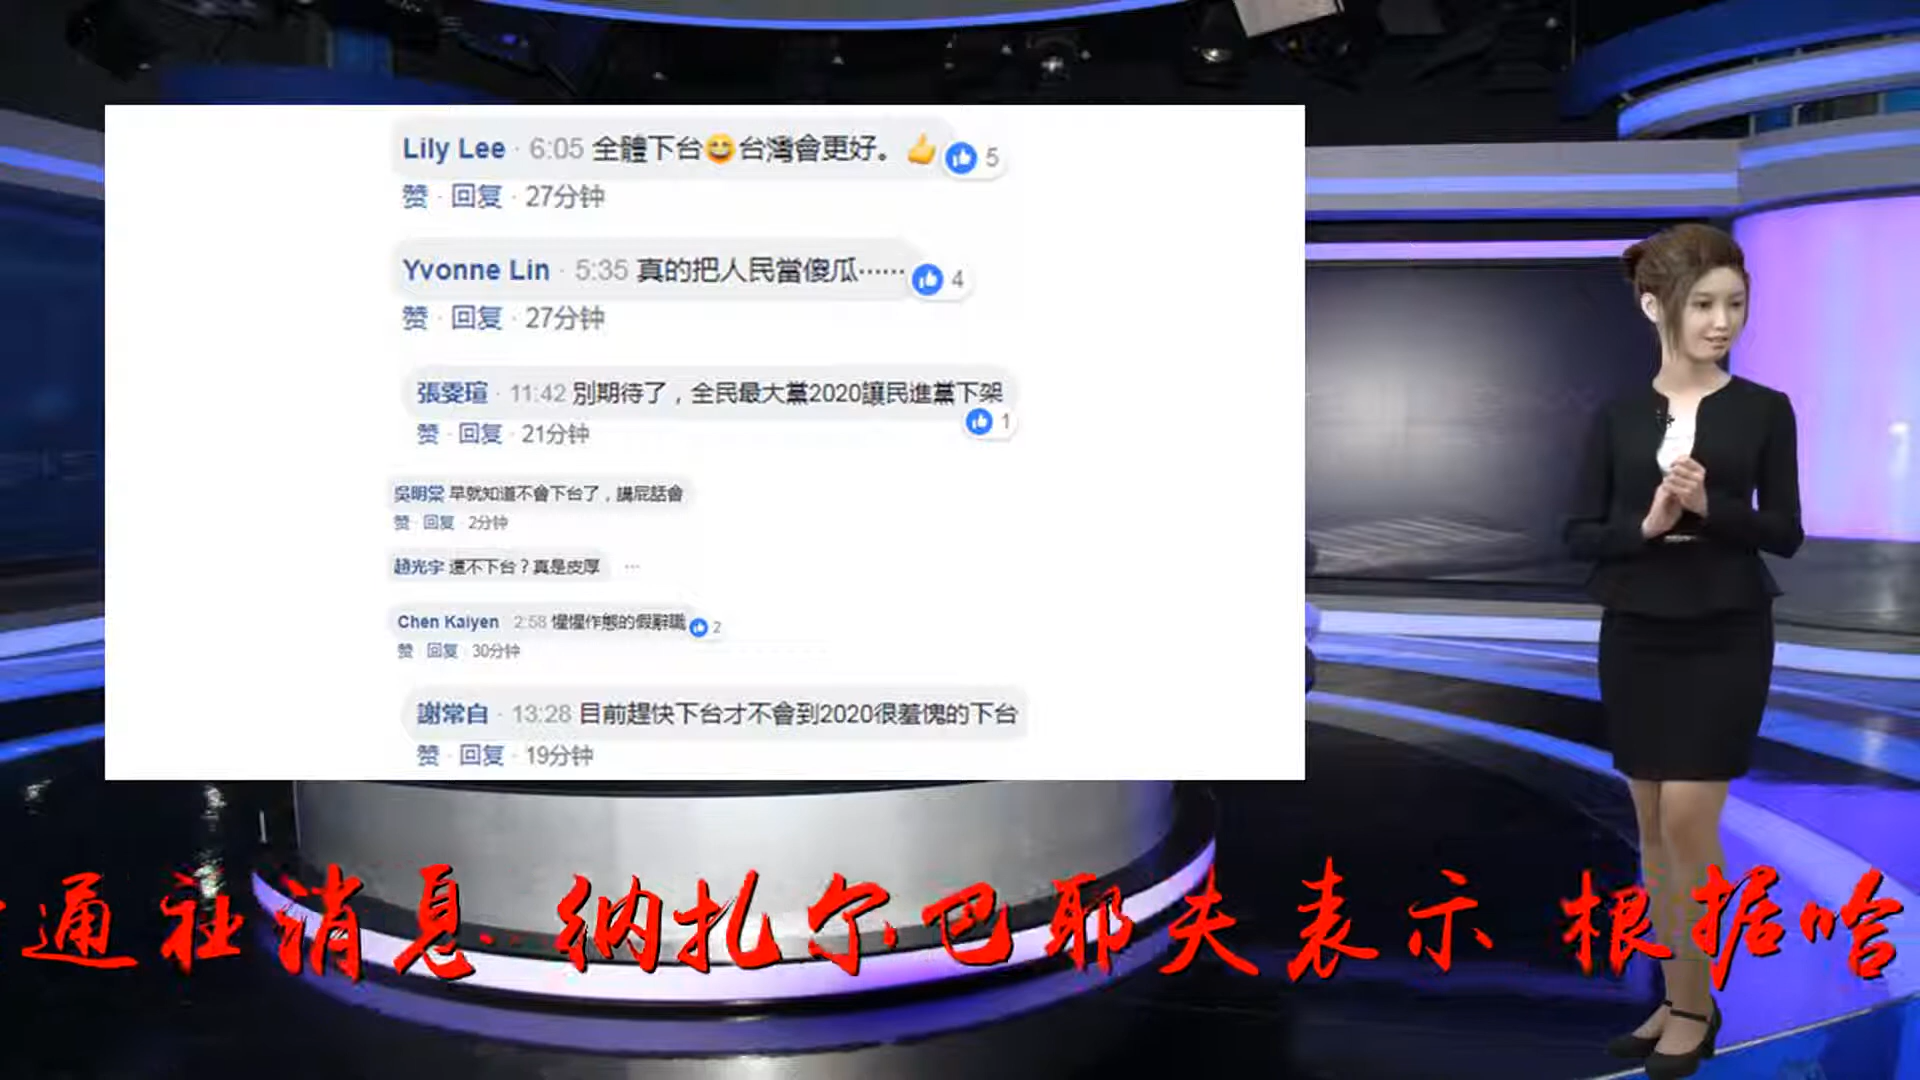 Lily Lee · 6:05 全體下台😄台灣會更好。👍 5
赞 · 回复 · 27分钟
Yvonne Lin · 5:35 真的把人民當傻瓜…… 4
赞 · 回复 · 27分钟
張雯瑄 · 11:42 別期待了，全民最大黨2020讓民進黨下架
1
赞 · 回复 · 21分钟
吳明棠 早就知道不會下台了，講屁話會
赞 · 回复 · 2分钟
趙光宇 還不下台？真是皮厚 ···
Chen Kaiyen 2:58 惺惺作態的假辭職 2
赞 · 回复 · 30分钟
謝常自 · 13:28 目前趕快下台才不會到2020很羞愧的下台
赞 · 回复 · 19分钟
通社消息 纳扎尔巴耶夫表示 根据哈